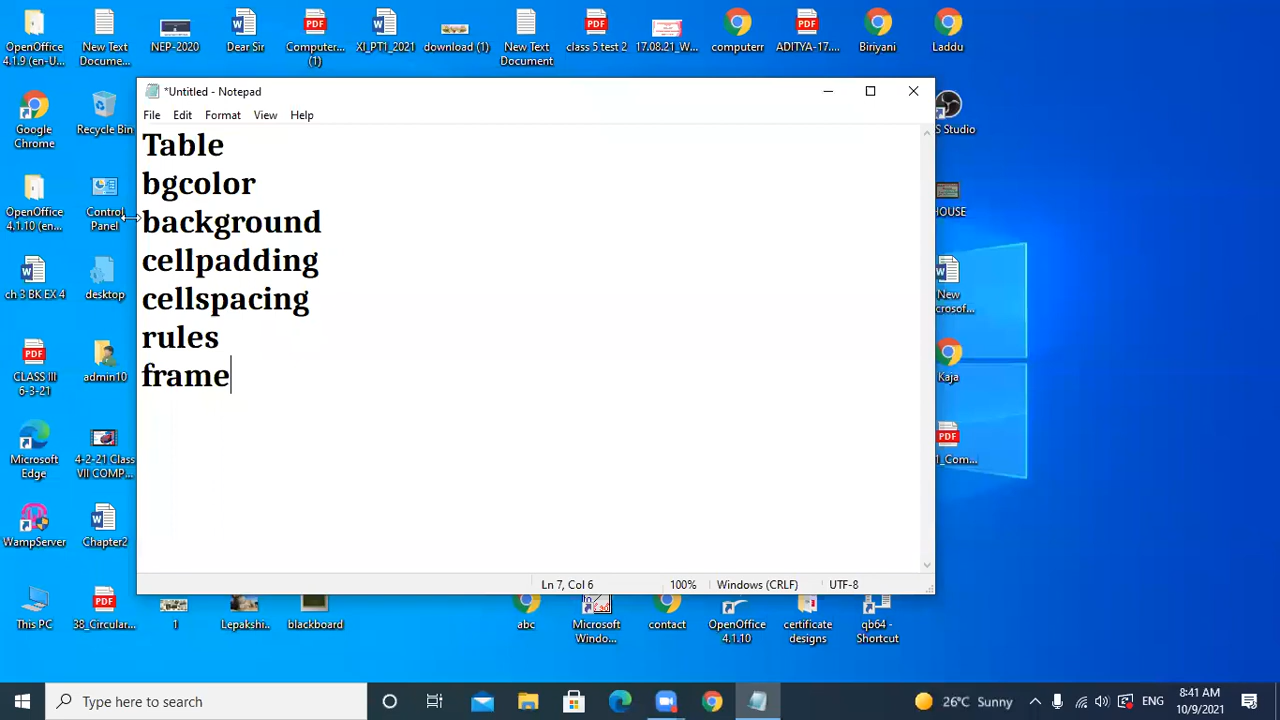 OpenOffice 4.1.9 (en-U...
New Text Docume...
NEP-2020
Dear Sir
Computer... (1)
XI_PT1_2021
download (1)
New Text Document
class 5 test 2
17.08.21_W...
computerr
ADITYA-17....
Biriyani
Laddu
*Untitled - Notepad
File Edit Format View Help
Table
bgcolor
background
cellpadding
cellspacing
rules
frame
Ln 7, Col 6
100%
Windows (CRLF)
UTF-8
Google Chrome
Recycle Bin
S Studio
OpenOffice 4.1.10 (en...
Control Panel
HOUSE
ch 3 BK EX 4
desktop
New
icrosof...
CLASS III 6-3-21
admin10
Kaja
Microsoft Edge
4-2-21 Class VII COMP...
1_Com...
WampServer
Chapter2
This PC
38_Circular...
1
Lepakshi...
blackboard
abc
Microsoft Windo...
contact
OpenOffice 4.1.10
certificate designs
qb64 - Shortcut
Type here to search
26°C Sunny
ENG
8:41 AM
10/9/2021